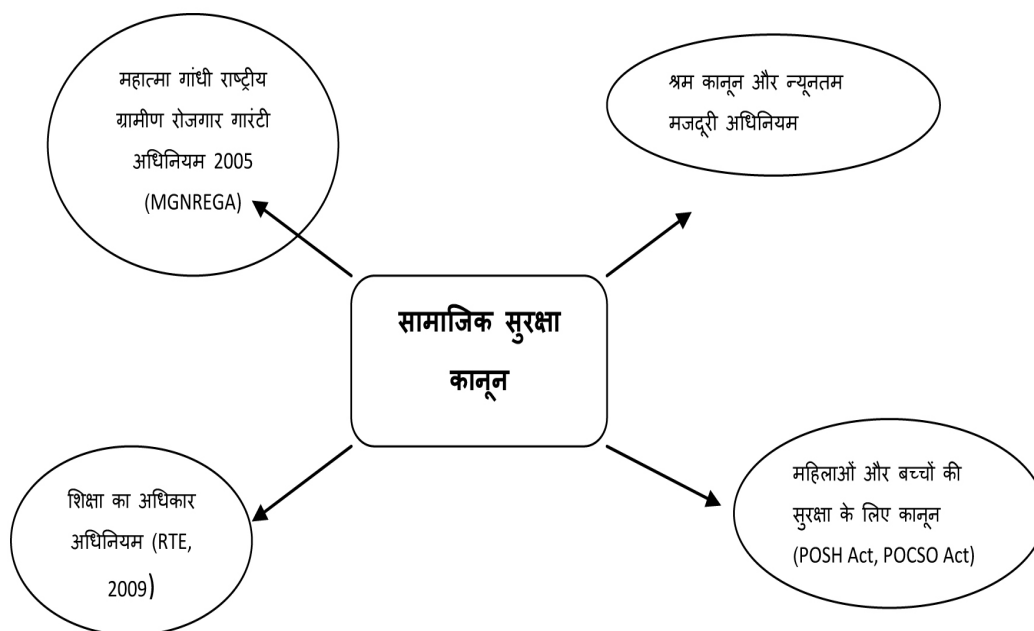 महात्मा गांधी राष्ट्रीय
ग्रामीण रोजगार गारंटी
अधिनियम 2005
(MGNREGA)
श्रम कानून और न्यूनतम
मजदूरी अधिनियम
सामाजिक सुरक्षा
कानून
शिक्षा का अधिकार
अधिनियम (RTE,
2009)
महिलाओं और बच्चों की
सुरक्षा के लिए कानून
(POSH Act, POCSO Act)